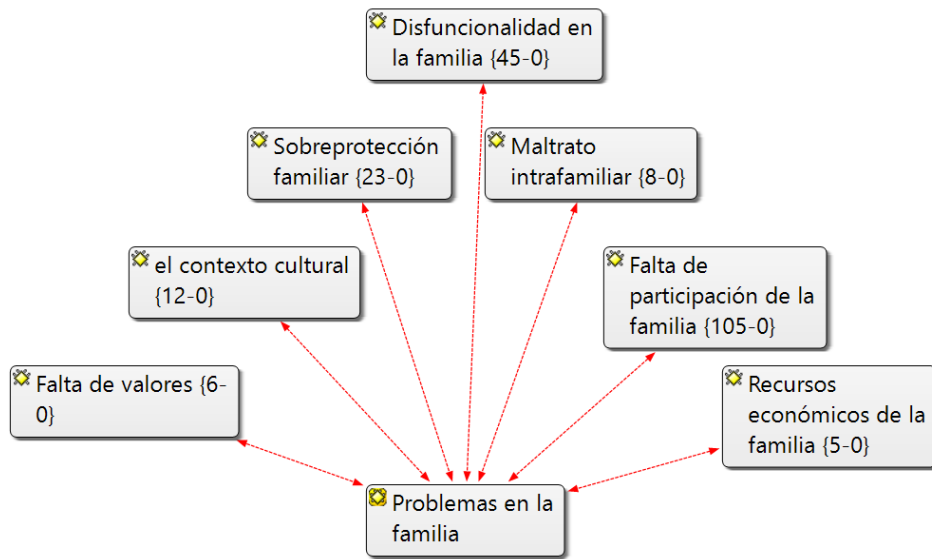 Disfuncionalidad en
la familia {45-0}
Sobreprotección
familiar {23-0}
Maltrato
intrafamiliar {8-0}
el contexto cultural
{12-0}
Falta de
participación de la
familia {105-0}
Falta de valores {6-
0}
Recursos
económicos de la
familia {5-0}
Problemas en la
familia